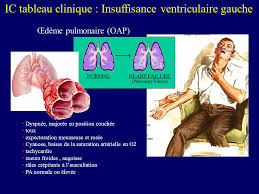 IC tableau clinique : Insuffisance ventriculaire gauche
Œdème pulmonaire (OAP)
NORMAL
HEART FAILURE
(Pulmonary Edema)
- Dyspnée, majorée en position couchée
- toux
- expectoration mousseuse et rosée
- Cyanose, baisse de la saturation artérielle en O2
- tachycardie
- sueurs froides , angoisse
- râles crépitants à l'auscultation
- PA normale ou élevée